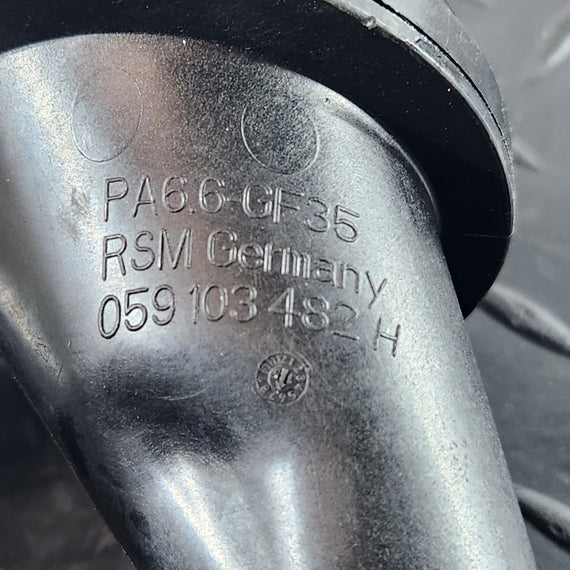 PA6.6-GF35
RSM Germany
059 103 482 H